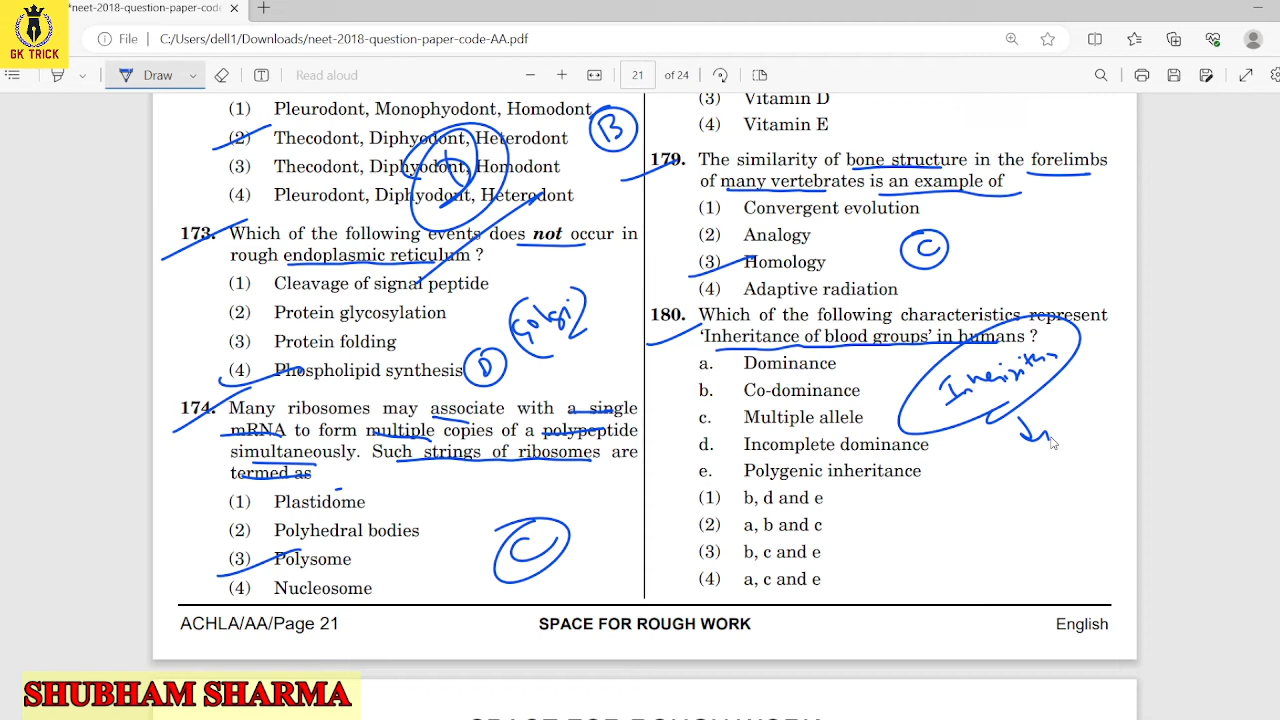 *neet-2018-question-paper-code-
GK TRICK
File
C:/Users/dell1/Downloads/neet-2018-question-paper-code-AA.pdf
Draw
Read aloud
21
of 24
(1) Pleurodont, Monophyodont, Homodont
(2) Thecodont, Diphyodont, Heterodont
(3) Thecodont, Diphyodont, Homodont
(4) Pleurodont, Diphyodont, Heterodont
B
D
173. Which of the following events does not occur in
rough endoplasmic reticulum ?
(1) Cleavage of signal peptide
(2) Protein glycosylation
(3) Protein folding
(4) Phospholipid synthesis
Golgi
D
174. Many ribosomes may associate with a single
mRNA to form multiple copies of a polypeptide
simultaneously. Such strings of ribosomes are
termed as
(1) Plastidome
(2) Polyhedral bodies
(3) Polysome
(4) Nucleosome
C
(3) Vitamin D
(4) Vitamin E
179. The similarity of bone structure in the forelimbs
of many vertebrates is an example of
(1) Convergent evolution
(2) Analogy
(3) Homology
(4) Adaptive radiation
C
180. Which of the following characteristics represent
‘Inheritance of blood groups’ in humans ?
a. Dominance
b. Co-dominance
c. Multiple allele
d. Incomplete dominance
e. Polygenic inheritance
(1) b, d and e
(2) a, b and c
(3) b, c and e
(4) a, c and e
ACHLA/AA/Page 21
SPACE FOR ROUGH WORK
English
SHUBHAM SHARMA